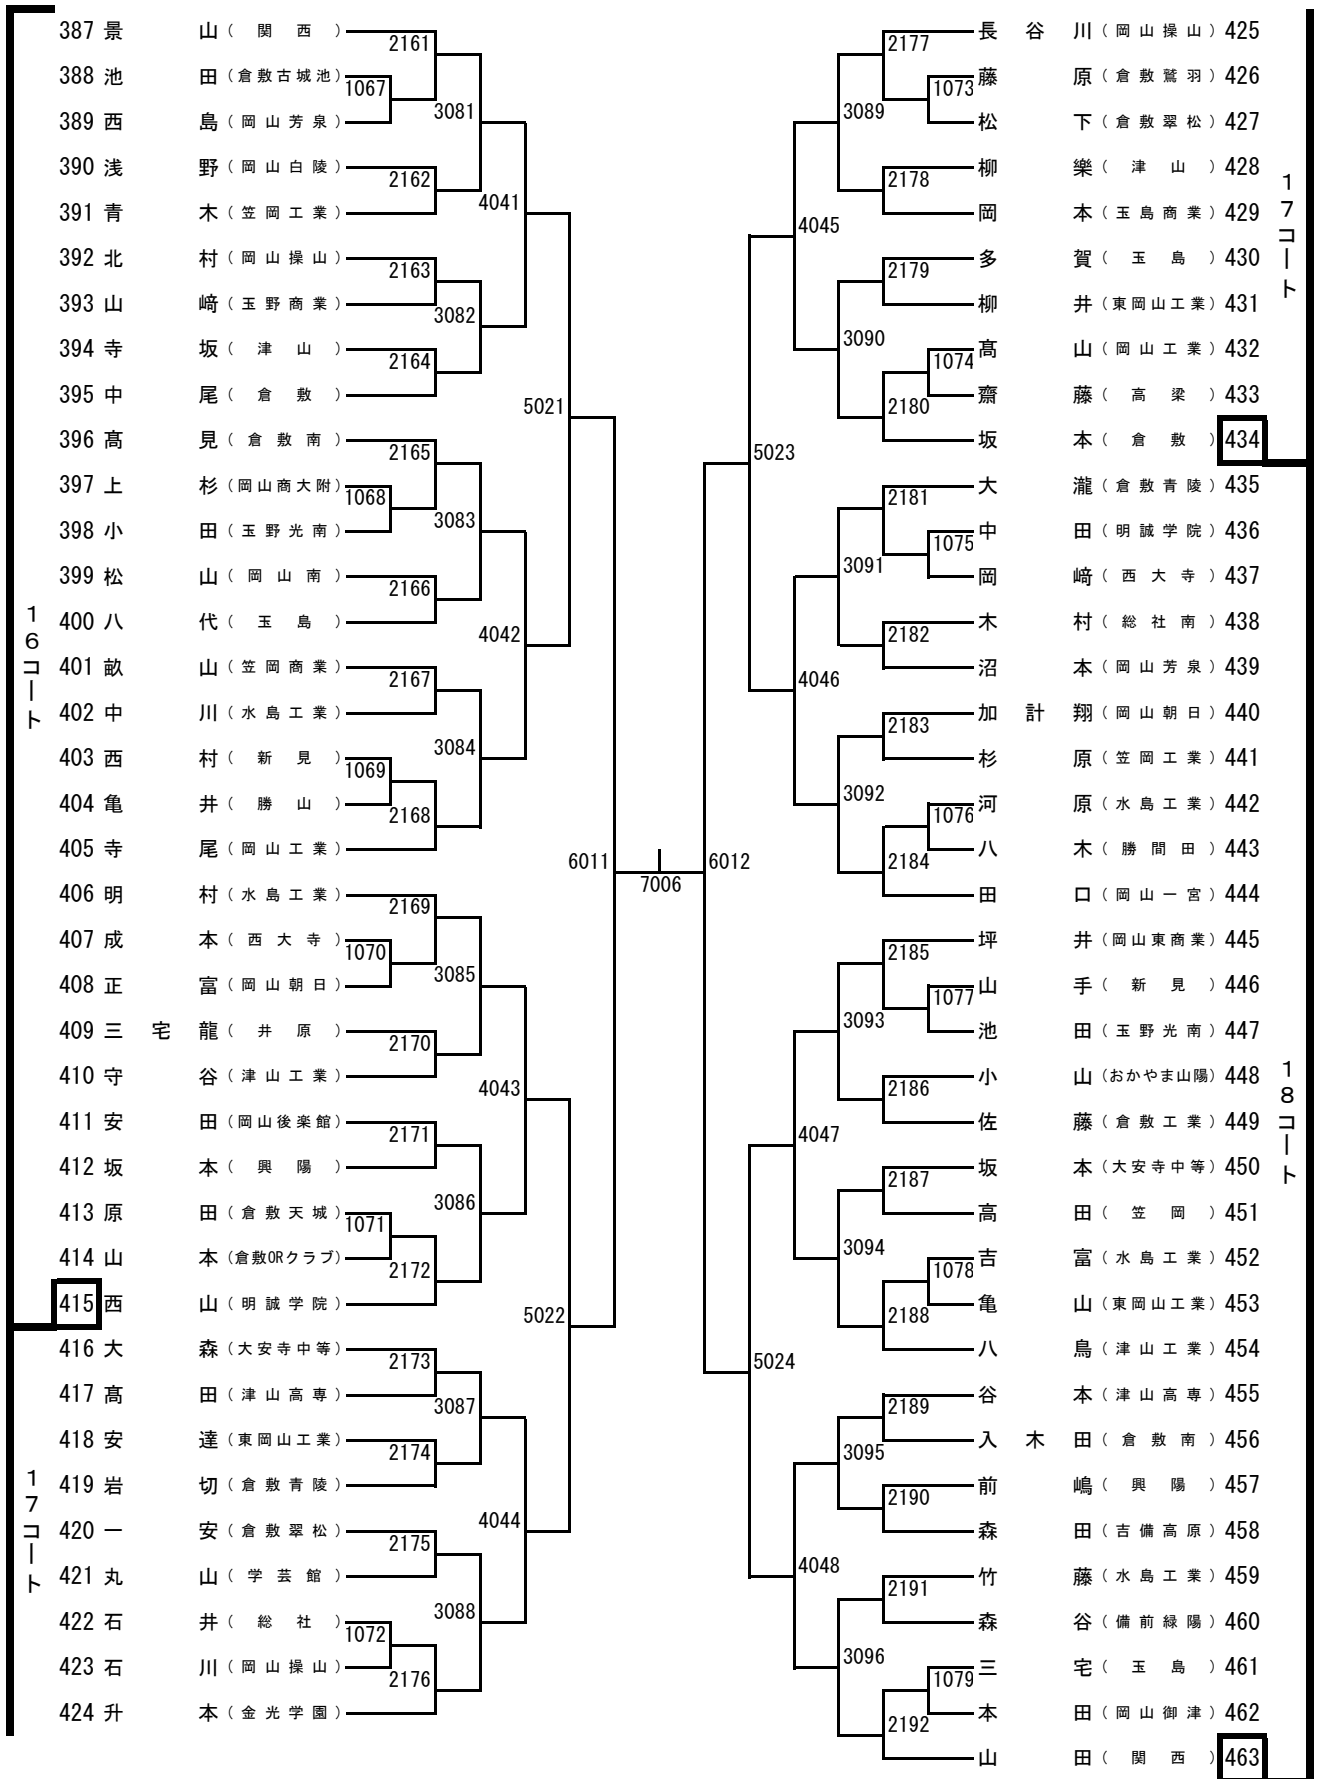 387 景山（関西）
388 池田（倉敷古城池）
389 西島（岡山芳泉）
390 浅野（岡山白陵）
391 青木（笠岡工業）
392 北村（岡山操山）
393 山﨑（玉野商業）
394 寺坂（津山）
395 中尾（倉敷）
396 髙見（倉敷南）
397 上杉（岡山商大附）
398 小田（玉野光南）
399 松山（岡山南）
400 八代（玉島）
401 畝山（笠岡商業）
402 中川（水島工業）
403 西村（新見）
404 亀井（勝山）
405 寺尾（岡山工業）
406 明村（水島工業）
407 成本（西大寺）
408 正富（岡山朝日）
409 三宅龍（井原）
410 守谷（津山工業）
411 安田（岡山後楽館）
412 坂本（興陽）
413 原田（倉敷天城）
414 山本（倉敷ORクラブ）
415 西山（明誠学院）
416 大森（大安寺中等）
417 髙田（津山高専）
418 安達（東岡山工業）
419 岩切（倉敷青陵）
420 一安（倉敷翠松）
421 丸山（学芸館）
422 石井（総社）
423 石川（岡山操山）
424 升本（金光学園）
16コート
17コート
1067
1068
1069
1070
1071
1072
2161
2162
2163
2164
2165
2166
2167
2168
2169
2170
2171
2172
2173
2174
2175
2176
3081
3082
3083
3084
3085
3086
3087
3088
4041
4042
4043
4044
5021
5022
6011
7006
6012
5023
5024
4045
4046
4047
4048
3089
3090
3091
3092
3093
3094
3095
3096
2177
2178
2179
2180
2181
2182
2183
2184
2185
2186
2187
2188
2189
2190
2191
2192
1073
1074
1075
1076
1077
1078
1079
長谷川（岡山操山）425
藤原（倉敷鷲羽）426
松下（倉敷翠松）427
柳樂（津山）428
岡本（玉島商業）429
多賀（玉島）430
柳井（東岡山工業）431
髙山（岡山工業）432
齋藤（高梁）433
坂本（倉敷）434
大瀧（倉敷青陵）435
中田（明誠学院）436
岡﨑（西大寺）437
木村（総社南）438
沼本（岡山芳泉）439
加計翔（岡山朝日）440
杉原（笠岡工業）441
河原（水島工業）442
八木（勝間田）443
田口（岡山一宮）444
坪井（岡山東商業）445
山手（新見）446
池田（玉野光南）447
小山（おかやま山陽）448
佐藤（倉敷工業）449
坂本（大安寺中等）450
高田（笠岡）451
吉富（水島工業）452
亀山（東岡山工業）453
八鳥（津山工業）454
谷本（津山高専）455
入木田（倉敷南）456
前嶋（興陽）457
森田（吉備高原）458
竹藤（水島工業）459
森谷（備前緑陽）460
三宅（玉島）461
本田（岡山御津）462
山田（関西）463
17コート
18コート